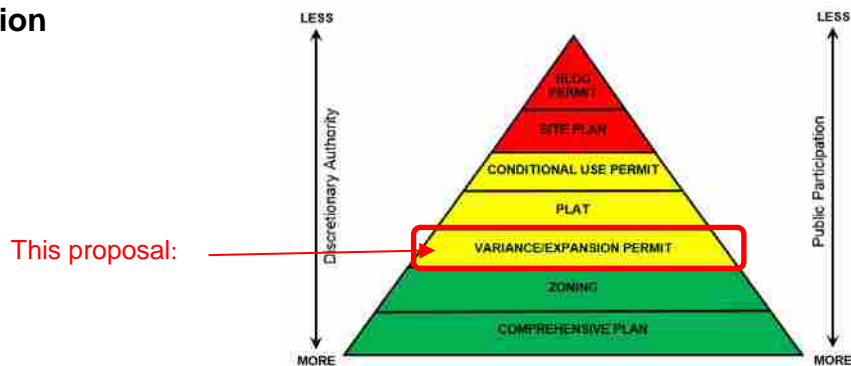 ion
LESS
LESS
BLDG
PERMIT
SITE PLAN
CONDITIONAL USE PERMIT
PLAT
This proposal:
VARIANCE/EXPANSION PERMIT
ZONING
COMPREHENSIVE PLAN
Discretionary Authority
Public Participation
MORE
MORE